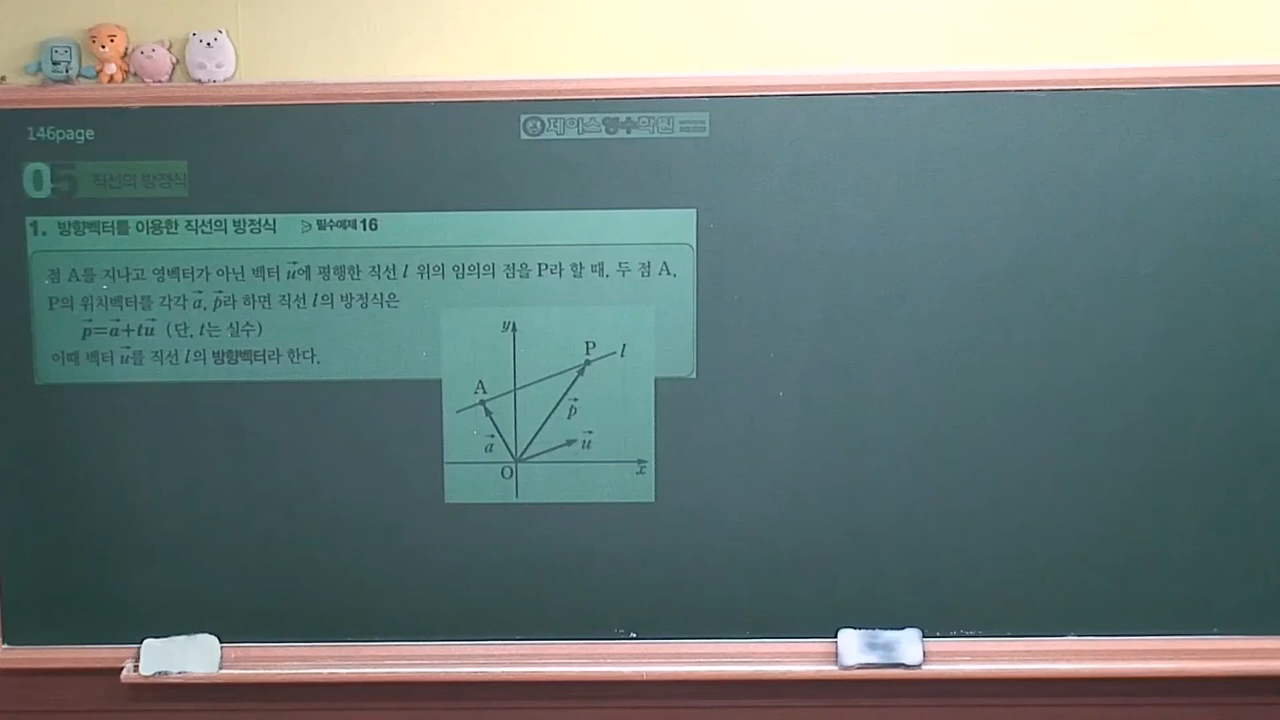 146page
제이스영수학원
05 직선의 방정식
1. 방향벡터를 이용한 직선의 방정식 필수예제 16
점 A를 지나고 영벡터가 아닌 벡터 u⃗에 평행한 직선 l 위의 임의의 점을 P라 할 때, 두 점 A,
P의 위치벡터를 각각 a⃗, p⃗라 하면 직선 l의 방정식은
p⃗=a⃗+tu⃗ (단, t는 실수)
이때 벡터 u⃗를 직선 l의 방향벡터라 한다.
y
P l
A
p⃗
a⃗ u⃗
O x